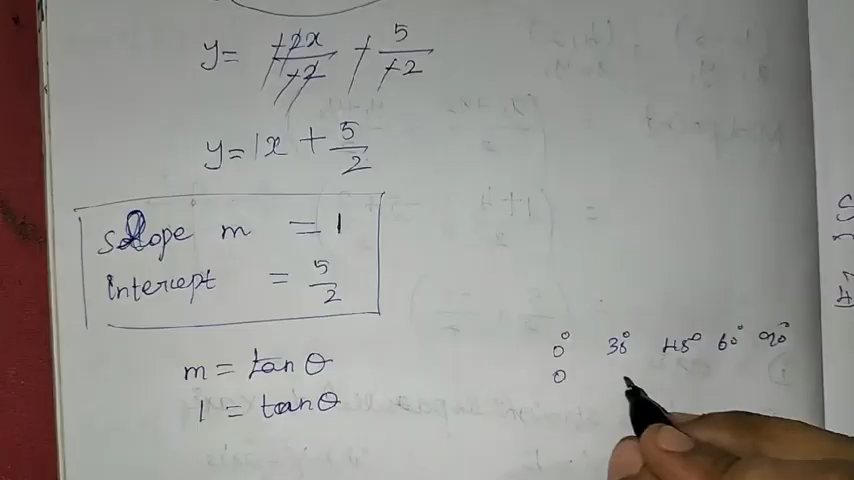 y = -2x/-2 - 5/-2
y = 1x + 5/2
Slope m = 1
intercept = 5/2
m = tan θ
1 = tan θ
0° 30° 45° 60° 90°
0